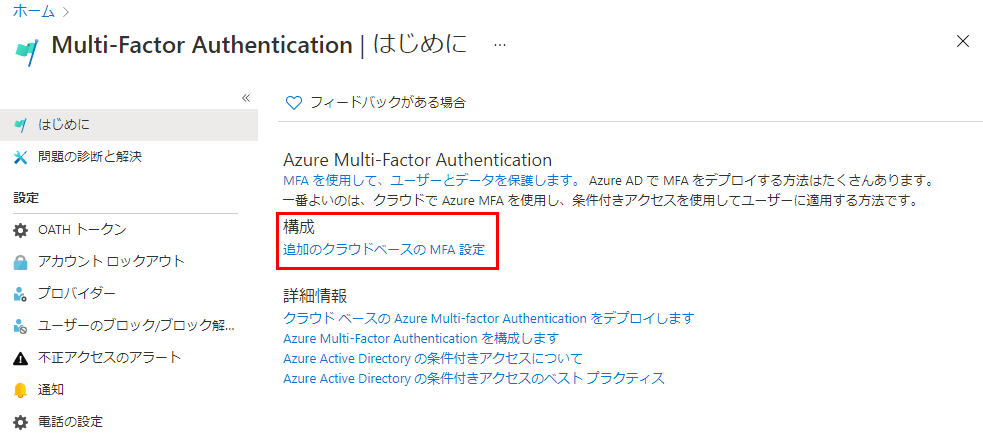 ホーム
Multi-Factor Authentication | はじめに
フィードバックがある場合
はじめに
問題の診断と解決
設定
OATH トークン
アカウント ロックアウト
プロバイダー
ユーザーのブロック/ブロック解...
不正アクセスのアラート
通知
電話の設定
Azure Multi-Factor Authentication
MFA を使用して、ユーザーとデータを保護します。 Azure AD で MFA をデプロイする方法はたくさんあります。
一番よいのは、クラウドで Azure MFA を使用し、条件付きアクセスを使用してユーザーに適用する方法です。
構成
追加のクラウドベースの MFA 設定
詳細情報
クラウド ベースの Azure Multi-factor Authentication をデプロイします
Azure Multi-Factor Authentication を構成します
Azure Active Directory の条件付きアクセスについて
Azure Active Directory の条件付きアクセスのベスト プラクティス